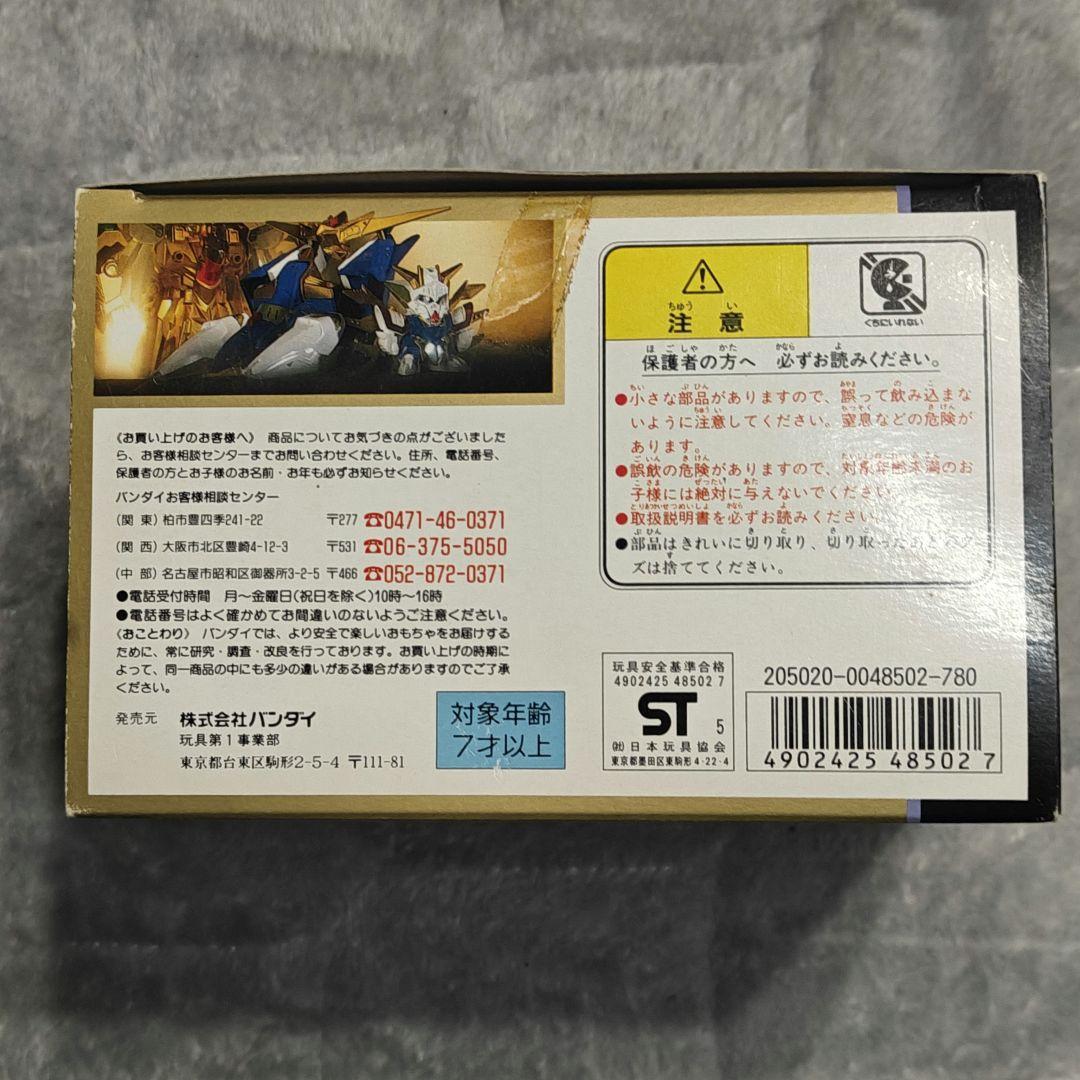 《お買い上げのお客様へ》 商品についてお気づきの点がございました
ら、お客様相談センターまでお問い合わせください。住所、電話番号、
保護者の方とお子様のお名前・お年も必ずお知らせください。
バンダイお客様相談センター
(関 東) 柏市豊四季241-22 〒277 ☎0471-46-0371
(関 西) 大阪市北区豊崎4-12-3 〒531 ☎06-375-5050
(中 部) 名古屋市昭和区御器所3-2-5 〒466 ☎052-872-0371
●電話受付時間 月〜金曜日(祝日を除く)10時〜16時
●電話番号はよく確かめてお間違いのないようご注意ください。
《おことわり》 バンダイでは、より安全で楽しいおもちゃをお届けする
ために、常に研究・調査・改良を行っております。お買い上げの時期に
よって、同一商品の中にも多少の違いがある場合がありますのでご了承
ください。
発売元 株式会社バンダイ
玩具第1事業部
東京都台東区駒形2-5-4 〒111-81
対象年齢
7才以上
ちゅう い
注意
くちにいれない
ほごしゃ かた かなら よ
保護者の方へ 必ずお読みください。
●小さな部品がありますので、誤って飲み込まな
いように注意してください。窒息などの危険が
あります。
●誤飲の危険がありますので、対象年齢未満のお
子様には絶対に与えないでください。
●取扱説明書を必ずお読みください。
●部品はきれいに切り取り、切り取ったあとのク
ズは捨ててください。
玩具安全基準合格
4902425 48502 7
ST 5
(社)日本玩具協会
東京都墨田区東駒形4-22-4
205020-0048502-780
4902425 485027